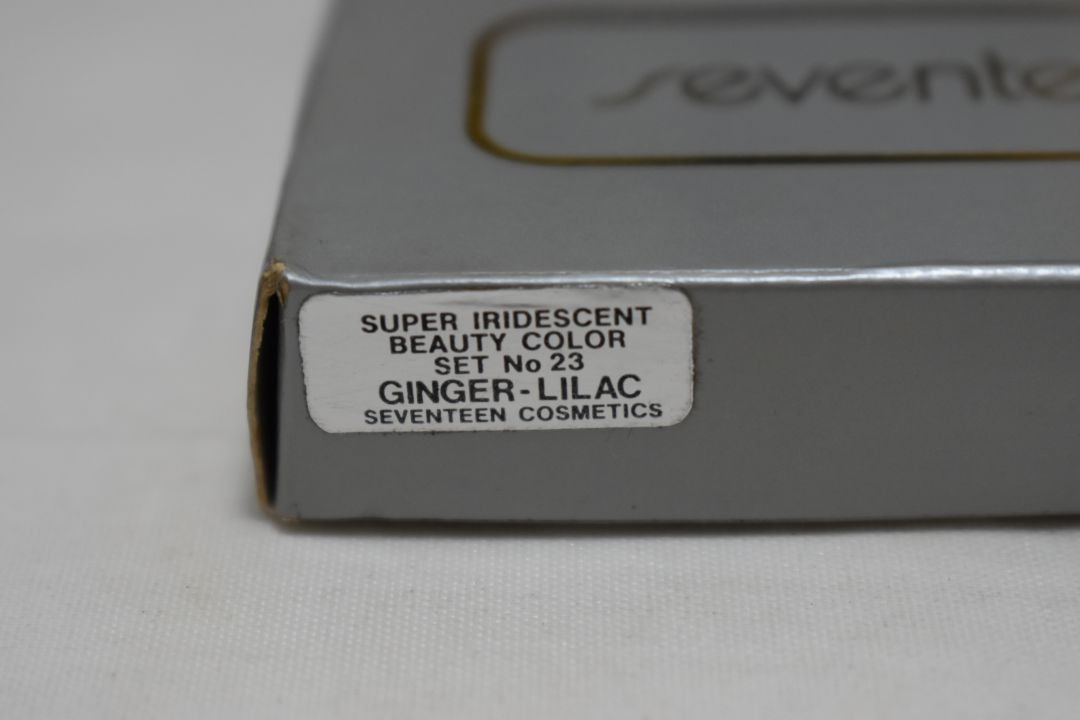 sevente
SUPER IRIDESCENT
BEAUTY COLOR
SET No 23
GINGER-LILAC
SEVENTEEN COSMETICS